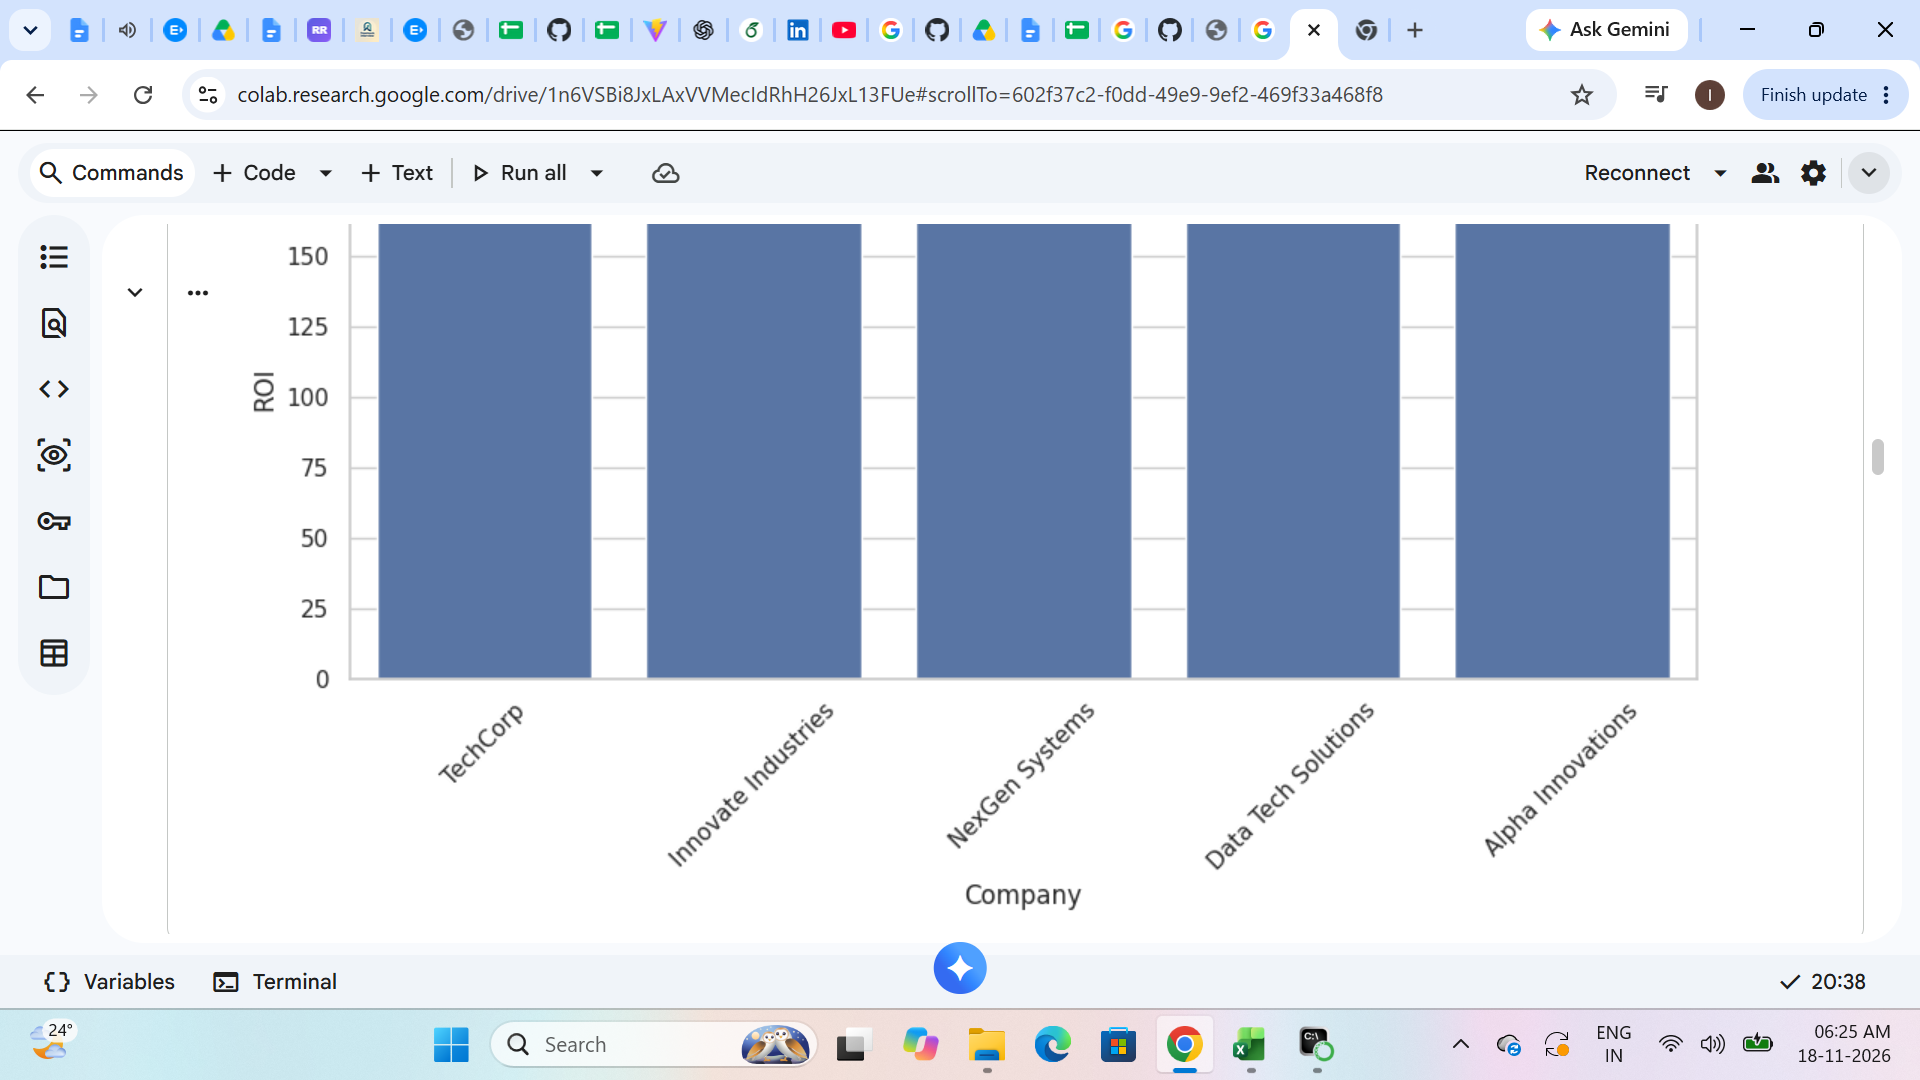 RR
Ask Gemini
colab.research.google.com/drive/1n6VSBi8JxLAxVVMecIdRhH26JxL13FUe#scrollTo=602f37c2-f0dd-49e9-9ef2-469f33a468f8
I
Finish update
Commands
Code
Text
Run all
Reconnect
150
125
100
75
50
25
0
ROI
TechCorp
Innovate Industries
NexGen Systems
Data Tech Solutions
Alpha Innovations
Company
Variables
Terminal
20:38
24°
Search
ENG
IN
06:25 AM
18-11-2026